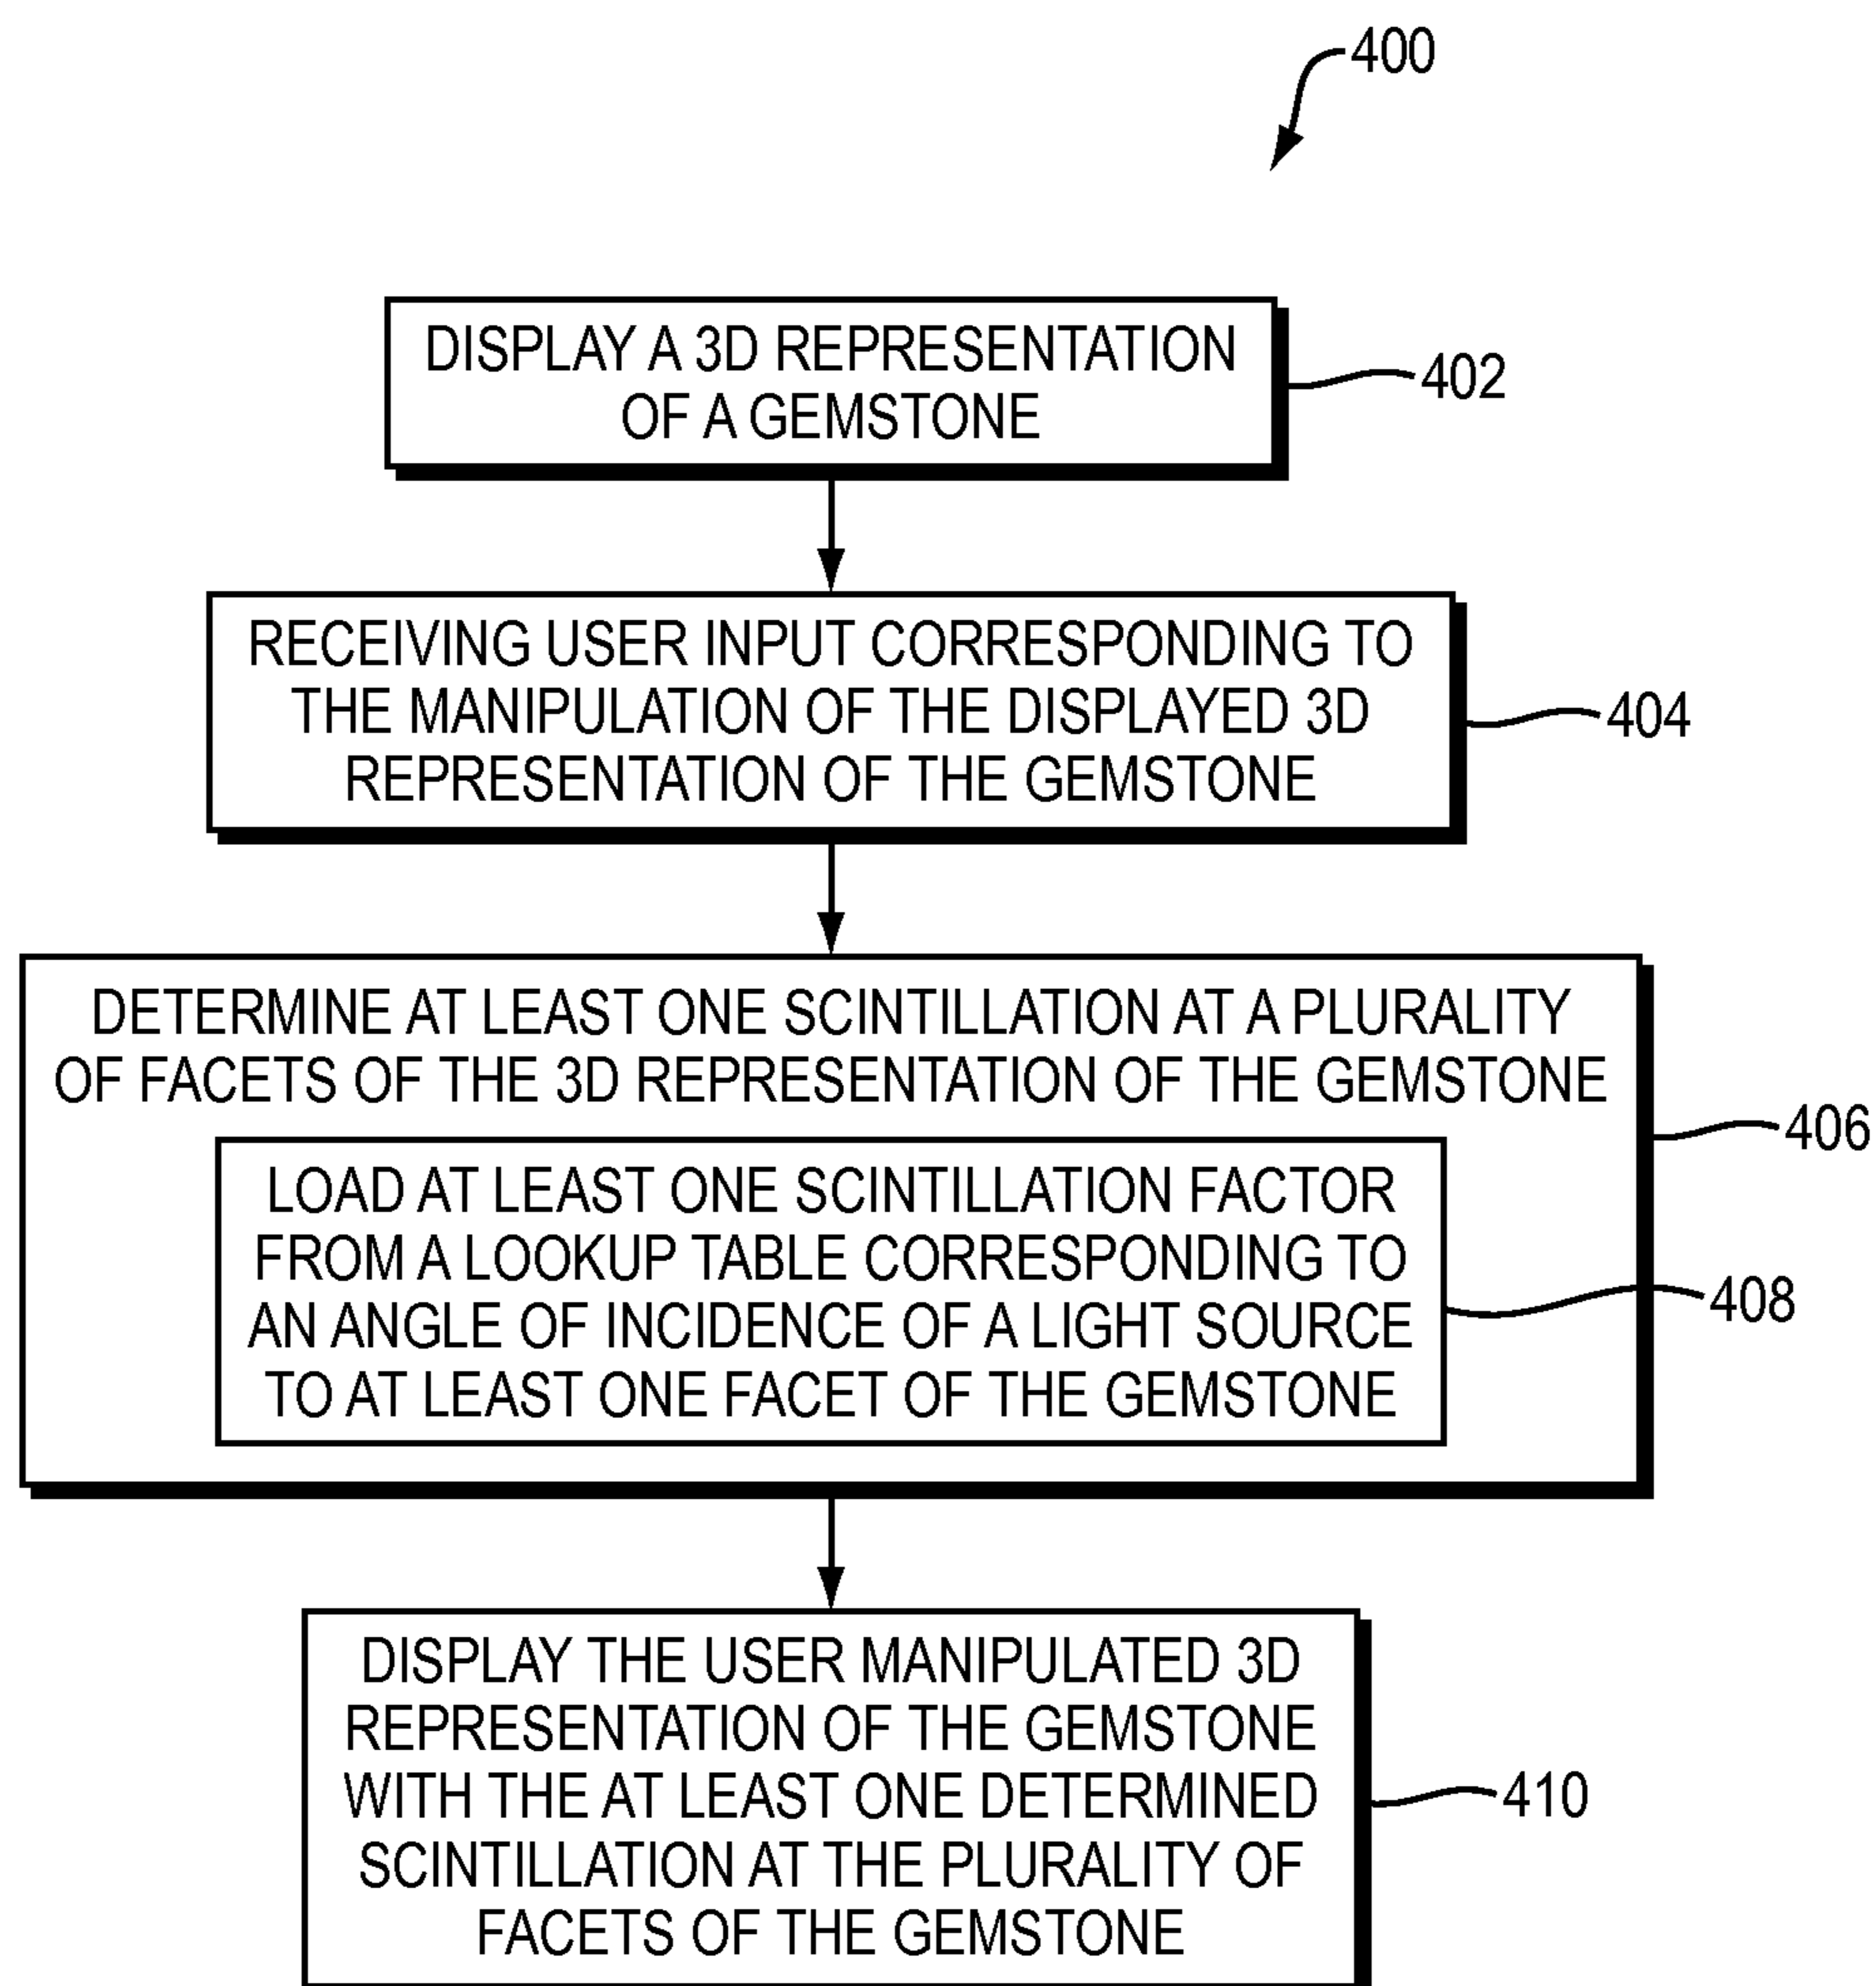 400
DISPLAY A 3D REPRESENTATION
OF A GEMSTONE
402
RECEIVING USER INPUT CORRESPONDING TO
THE MANIPULATION OF THE DISPLAYED 3D
REPRESENTATION OF THE GEMSTONE
404
DETERMINE AT LEAST ONE SCINTILLATION AT A PLURALITY
OF FACETS OF THE 3D REPRESENTATION OF THE GEMSTONE
406
LOAD AT LEAST ONE SCINTILLATION FACTOR
FROM A LOOKUP TABLE CORRESPONDING TO
AN ANGLE OF INCIDENCE OF A LIGHT SOURCE
TO AT LEAST ONE FACET OF THE GEMSTONE
408
DISPLAY THE USER MANIPULATED 3D
REPRESENTATION OF THE GEMSTONE
WITH THE AT LEAST ONE DETERMINED
SCINTILLATION AT THE PLURALITY OF
FACETS OF THE GEMSTONE
410